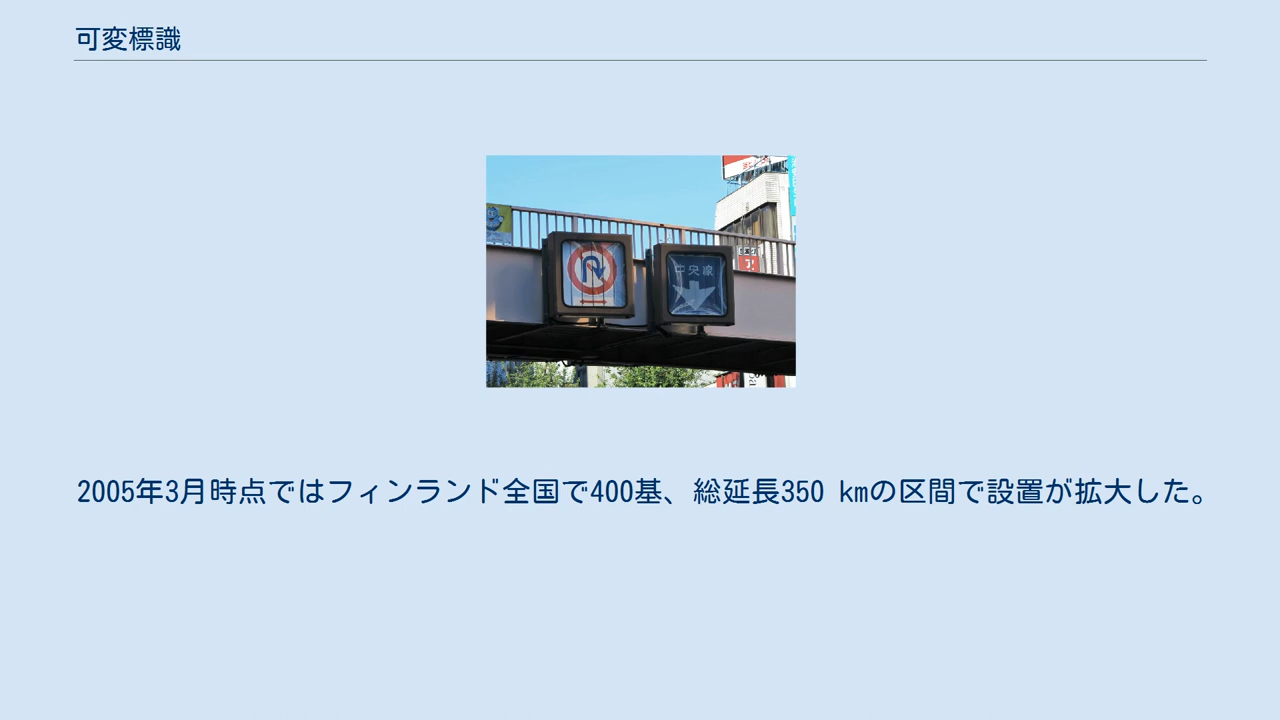 可変標識
中央線
2005年3月時点ではフィンランド全国で400基、総延長350 kmの区間で設置が拡大した。